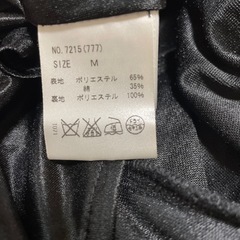 NO. 7215(777)
SIZE M
表地 ポリエステル 65%
綿 35%
裏地 ポリエステル 100%